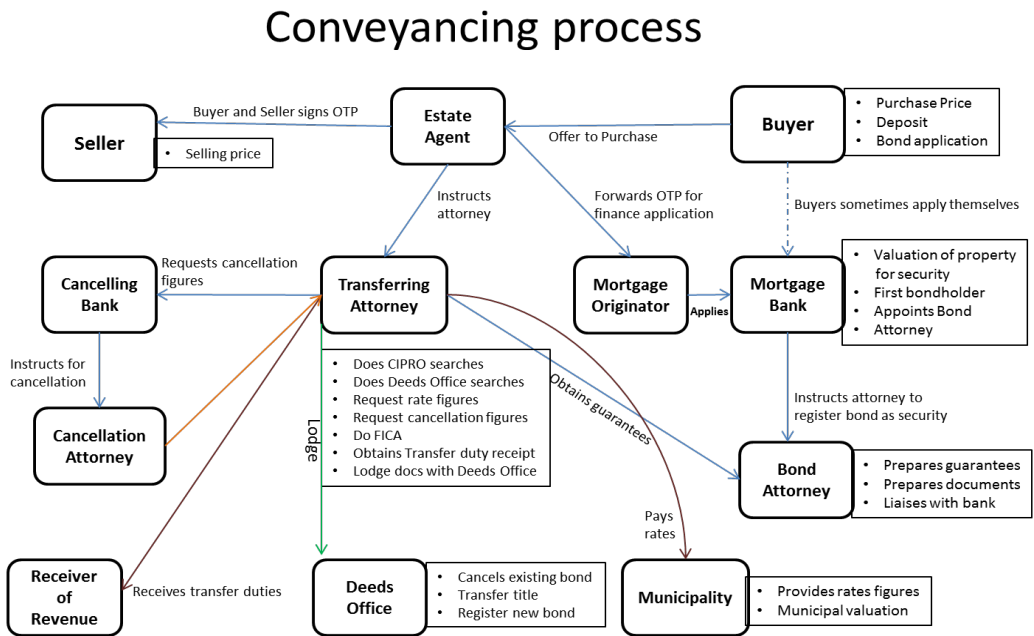 Conveyancing process
Buyer and Seller signs OTP
Seller
• Selling price
Estate
Agent
Offer to Purchase
Buyer
• Purchase Price
• Deposit
• Bond application
Instructs
attorney
Forwards OTP for
finance application
Buyers sometimes apply themselves
Requests cancellation
figures
Cancelling
Bank
Transferring
Attorney
Mortgage
Originator
Applies
Mortgage
Bank
• Valuation of property
for security
• First bondholder
• Appoints Bond
• Attorney
Instructs for
cancellation
Cancellation
Attorney
Lodge
• Does CIPRO searches
• Does Deeds Office searches
• Request rate figures
• Request cancellation figures
• Do FICA
• Obtains Transfer duty receipt
• Lodge docs with Deeds Office
Obtains guarantees
Instructs attorney to
register bond as security
Bond
Attorney
• Prepares guarantees
• Prepares documents
• Liaises with bank
Pays
rates
Receiver
of
Revenue
Receives transfer duties
Deeds
Office
• Cancels existing bond
• Transfer title
• Register new bond
Municipality
• Provides rates figures
• Municipal valuation